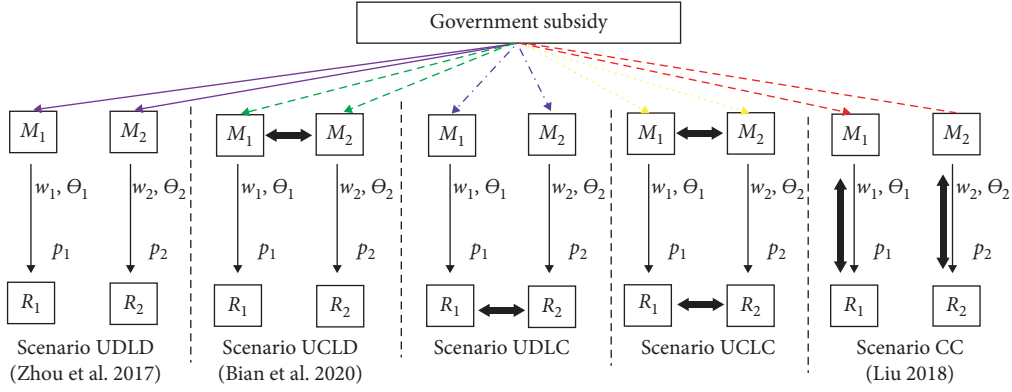 Government subsidy
M1 M2 M1 M2 M1 M2 M1 M2 M1 M2
w1, Θ1 w2, Θ2 w1, Θ1 w2, Θ2 w1, Θ1 w2, Θ2 w1, Θ1 w2, Θ2 w1, Θ1 w2, Θ2
p1 p2 p1 p2 p1 p2 p1 p2 p1 p2
R1 R2 R1 R2 R1 R2 R1 R2 R1 R2
Scenario UDLD Scenario UCLD Scenario UDLC Scenario UCLC Scenario CC
(Zhou et al. 2017) (Bian et al. 2020) (Liu 2018)